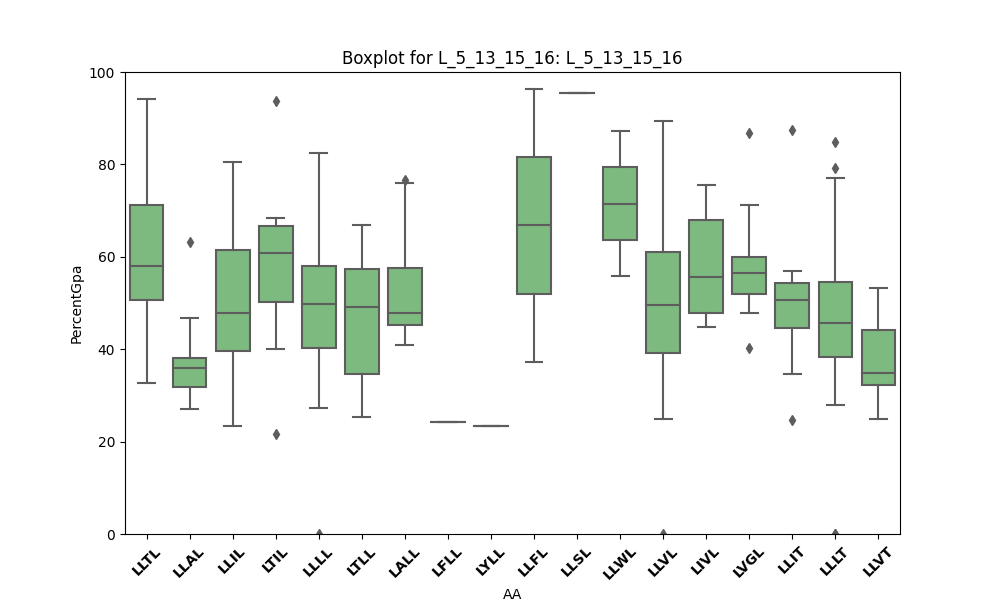 Boxplot for L_5_13_15_16: L_5_13_15_16
PercentGpa
100
80
60
40
20
0
LLTL LLAL LLIL LTIL LLLL LTLL LALL LFLL LYLL LLFL LLSL LLWL LLVL LIVL LVGL LLIT LLLT LLVT
AA